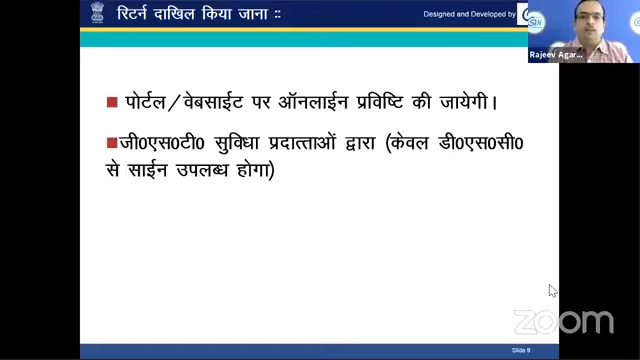 रिटर्न दाखिल किया जाना ::
Designed and Developed by
Rajeev Agar...
■ पोर्टल/वेबसाईट पर ऑनलाईन प्रविष्टि की जायेगी।
■ जी0एस0टी0 सुविधा प्रदात्ताओं द्वारा (केवल डी0एस0सी0
से साईन उपलब्ध होगा)
zoom
Slide 9